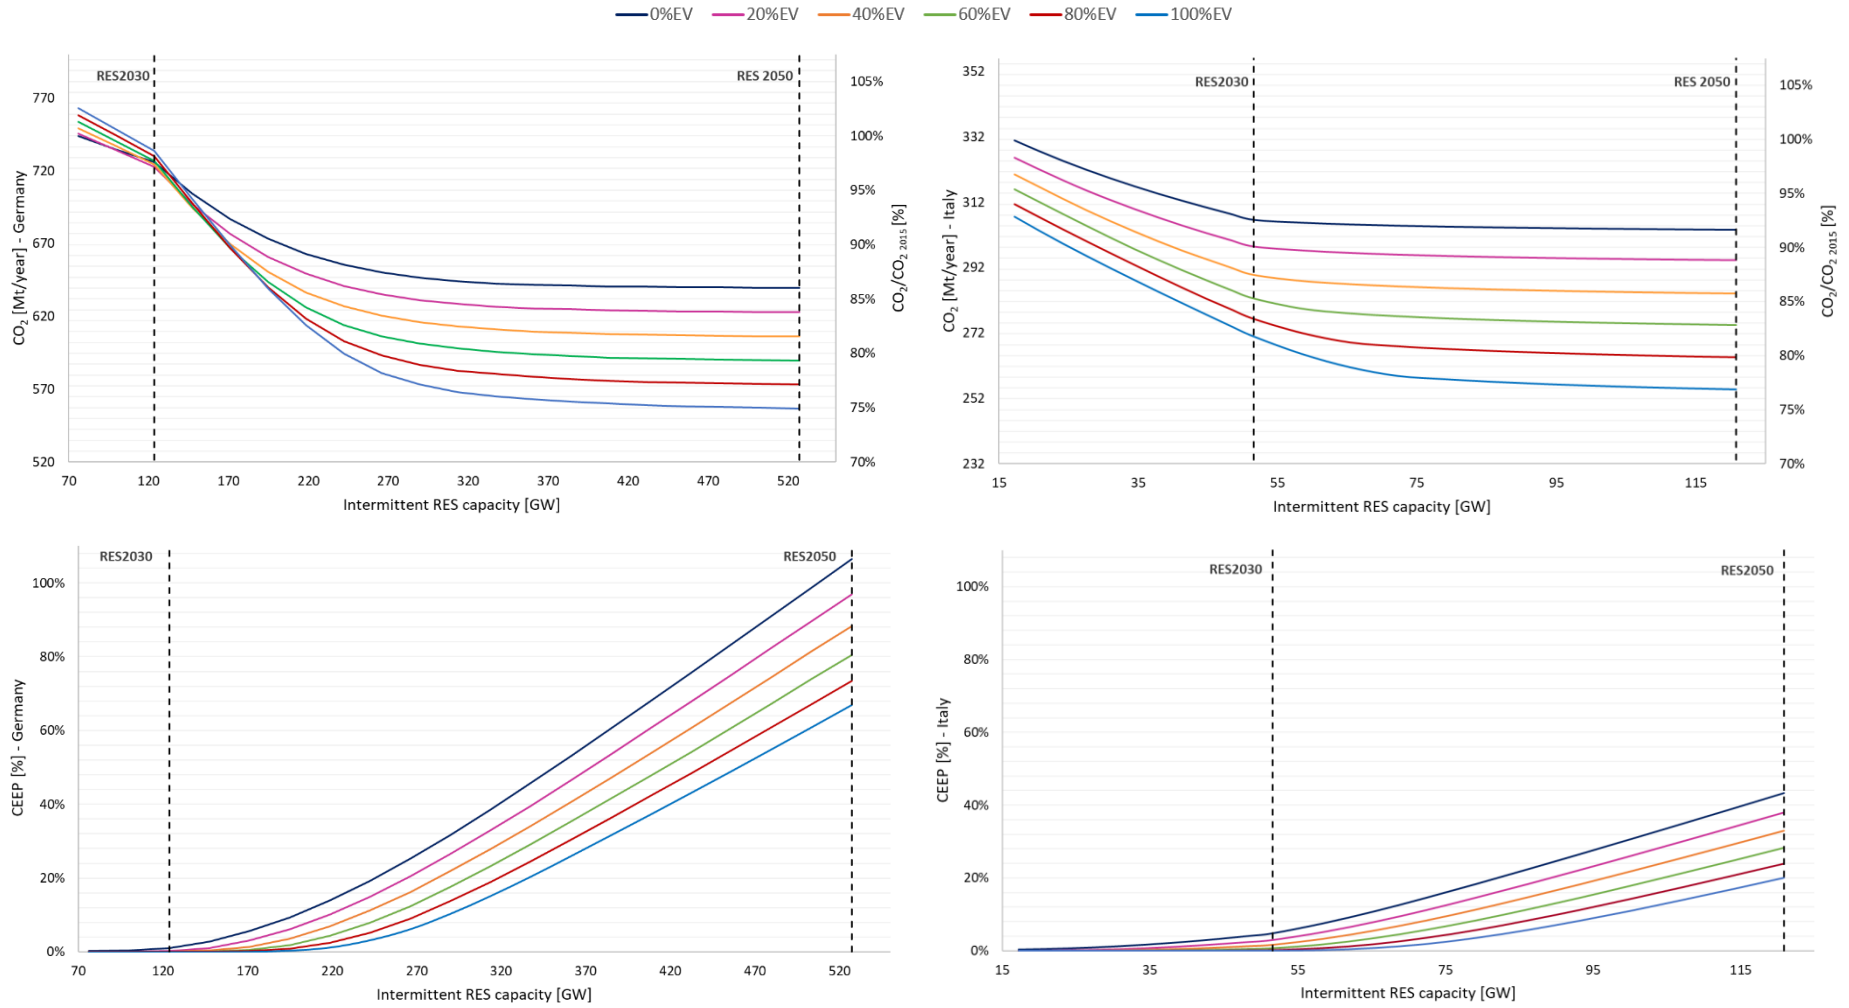 0%EV 20%EV 40%EV 60%EV 80%EV 100%EV
RES2030 RES 2050
770
720
670
620
570
520
CO2 [Mt/year] - Germany
105%
100%
95%
90%
85%
80%
75%
70%
CO2/CO2 2015 [%]
70 120 170 220 270 320 370 420 470 520
Intermittent RES capacity [GW]
RES2030 RES 2050
352
332
312
292
272
252
232
CO2 [Mt/year] - Italy
105%
100%
95%
90%
85%
80%
75%
70%
CO2/CO2 2015 [%]
15 35 55 75 95 115
Intermittent RES capacity [GW]
RES2030 RES2050
100%
80%
60%
40%
20%
0%
CEEP [%] - Germany
70 120 170 220 270 320 370 420 470 520
Intermittent RES capacity [GW]
RES2030 RES2050
100%
80%
60%
40%
20%
0%
CEEP [%] - Italy
15 35 55 75 95 115
Intermittent RES capacity [GW]